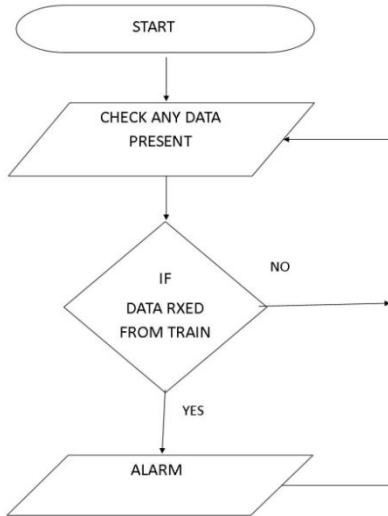 START
CHECK ANY DATA
PRESENT
IF
NO
DATA RXED
FROM TRAIN
YES
ALARM